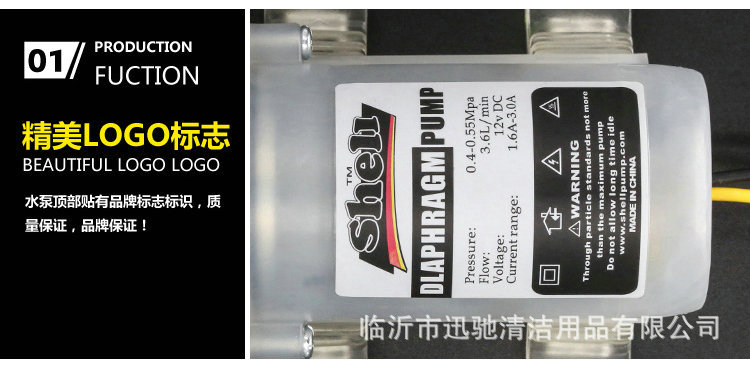 01/
PRODUCTION
FUCTION
精美LOGO标志
BEAUTIFUL LOGO LOGO
水泵顶部贴有品牌标志标识，质
量保证，品牌保证！
Shell
TM
DLAPHRAGM PUMP
Pressure: 0.4-0.55Mpa
Flow: 3.6L/min
Voltage: 12v DC
Current range: 1.6A-3.0A
WARNING
Through particle standards not more
than the maximum pump
Do not allow long time idle
www.shellpump.com
MADE IN CHINA
临沂市迅驰清洁用品有限公司